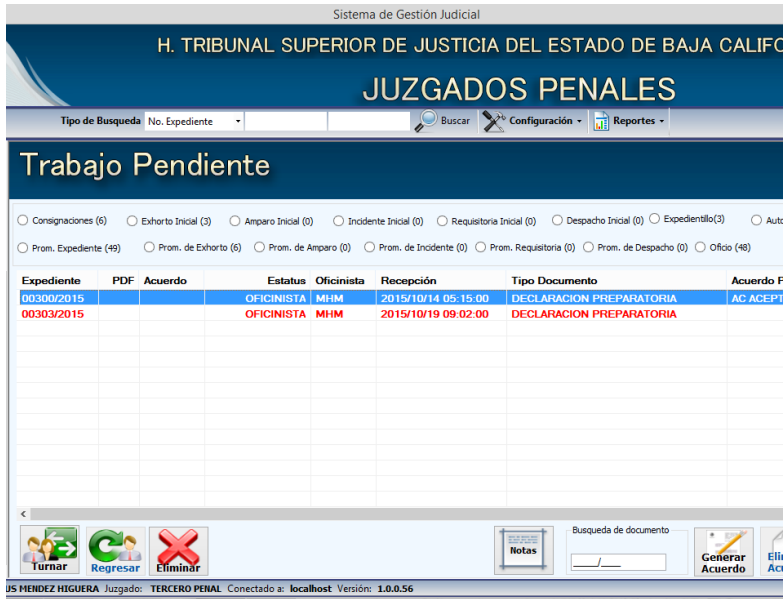 Sistema de Gestión Judicial
H. TRIBUNAL SUPERIOR DE JUSTICIA DEL ESTADO DE BAJA CALIFO
JUZGADOS PENALES
Tipo de Busqueda No. Expediente Buscar Configuración Reportes
Trabajo Pendiente
Consignaciones (6) Exhorto Inicial (3) Amparo Inicial (0) Incidente Inicial (0) Requisitoria Inicial (0) Despacho Inicial (0) Expedientillo(3) Auto
Prom. Expediente (49) Prom. de Exhorto (6) Prom. de Amparo (0) Prom. de Incidente (0) Prom. Requisitoria (0) Prom. de Despacho (0) Oficio (48)
Expediente PDF Acuerdo Estatus Oficinista Recepción Tipo Documento Acuerdo P
00300/2015 OFICINISTA MHM 2015/10/14 05:15:00 DECLARACION PREPARATORIA AC ACEPT
00303/2015 OFICINISTA MHM 2015/10/19 09:02:00 DECLARACION PREPARATORIA
Busqueda de documento
Turnar Regresar Eliminar Notas ___/___ Generar Acuerdo Elin Acu
US MENDEZ HIGUERA Juzgado: TERCERO PENAL Conectado a: localhost Versión: 1.0.0.56